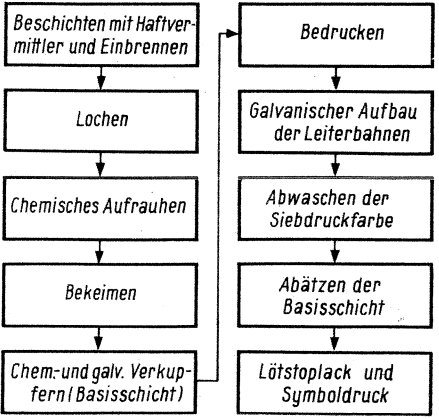 Beschichten mit Haftver-
mittler und Einbrennen
Lochen
Chemisches Aufrauhen
Bekeimen
Chem.-und galv. Verkup-
fern (Basisschicht)
Bedrucken
Galvanischer Aufbau
der Leiterbahnen
Abwaschen der
Siebdruckfarbe
Abätzen der
Basisschicht
Lötstoplack und
Symboldruck